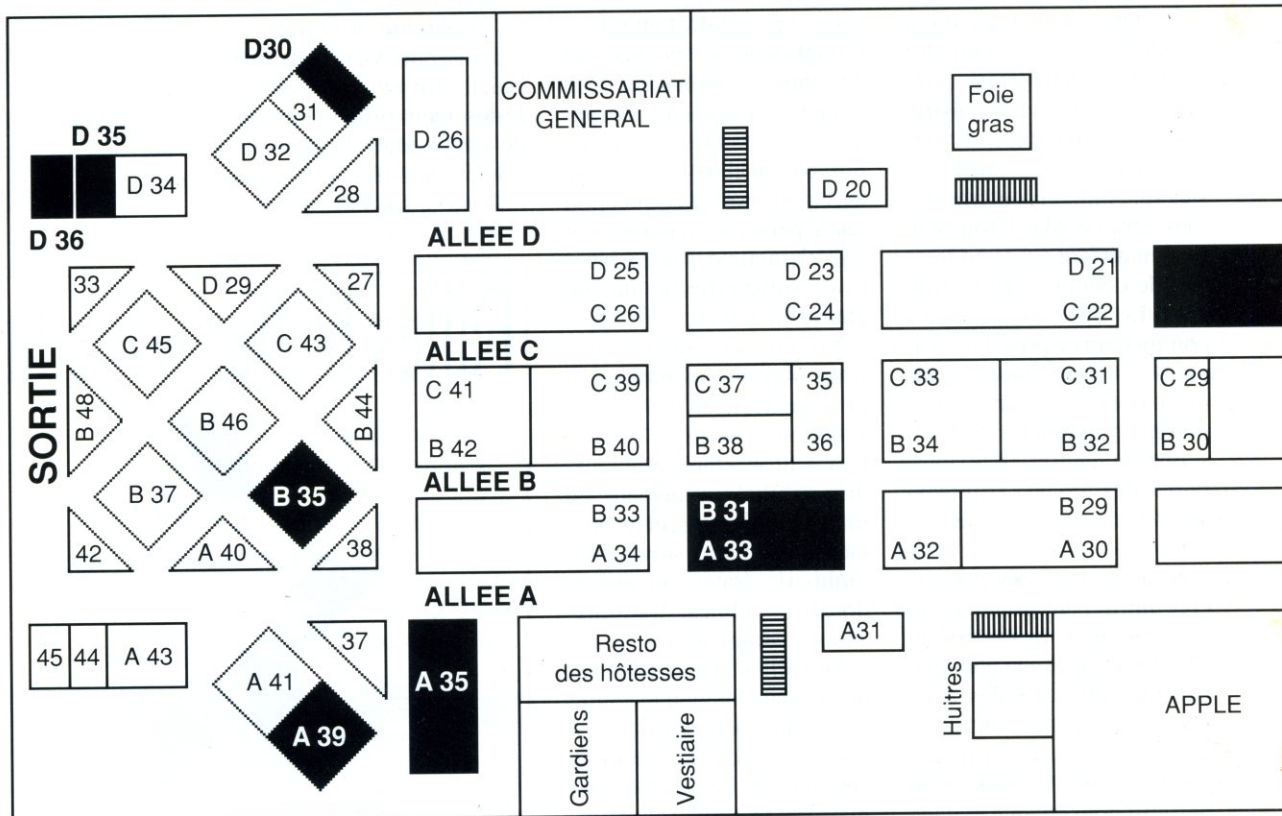 D30
COMMISSARIAT
GENERAL
Foie
gras
31
D 26
D 35
D 32
D 34
28
D 20
D 36
ALLEE D
33
D 29
27
D 25
D 23
D 21
C 26
C 24
C 22
C 45
C 43
SORTIE
ALLEE C
C 41
C 39
C 37
35
C 33
C 31
C 29
B 48
B 46
B 44
B 42
B 40
B 38
36
B 34
B 32
B 30
ALLEE B
B 37
B 35
B 33
B 31
B 29
42
A 40
38
A 34
A 33
A 32
A 30
ALLEE A
45
44
A 43
37
A 41
A 35
Resto
des hôtesses
A31
A 39
Gardiens
Vestiaire
Huitres
APPLE